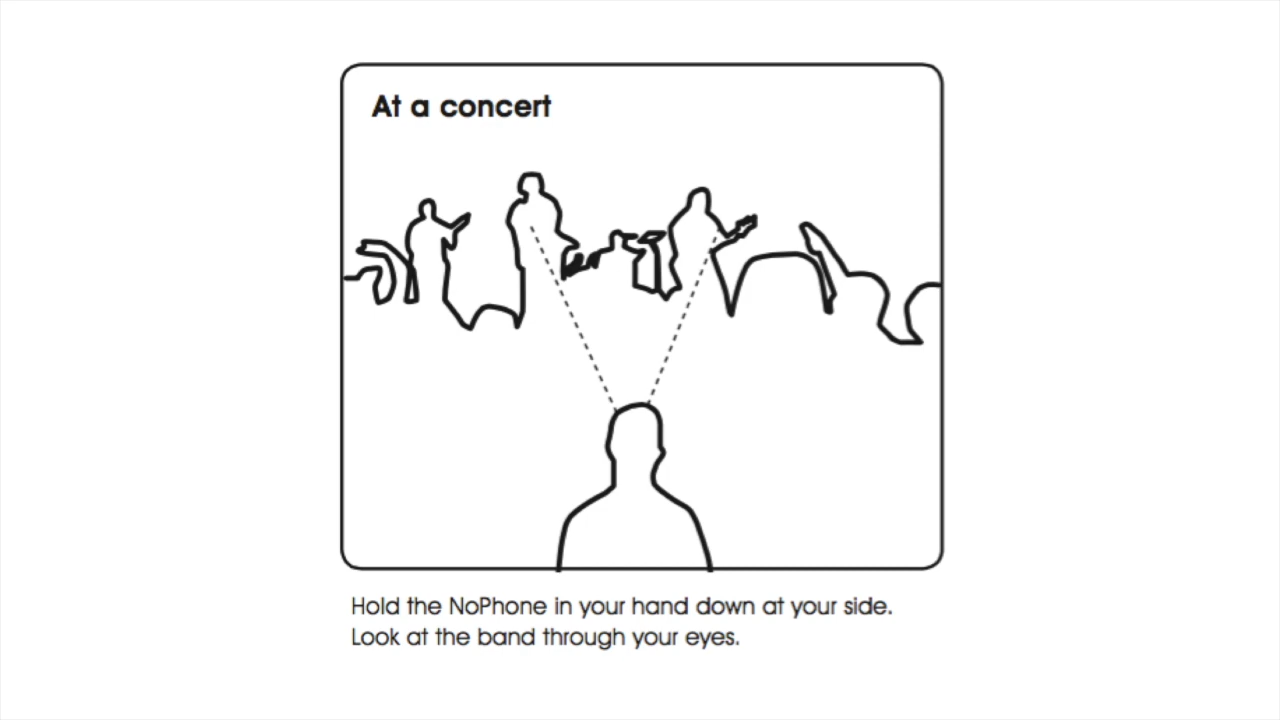 At a concert
Hold the NoPhone in your hand down at your side.
Look at the band through your eyes.